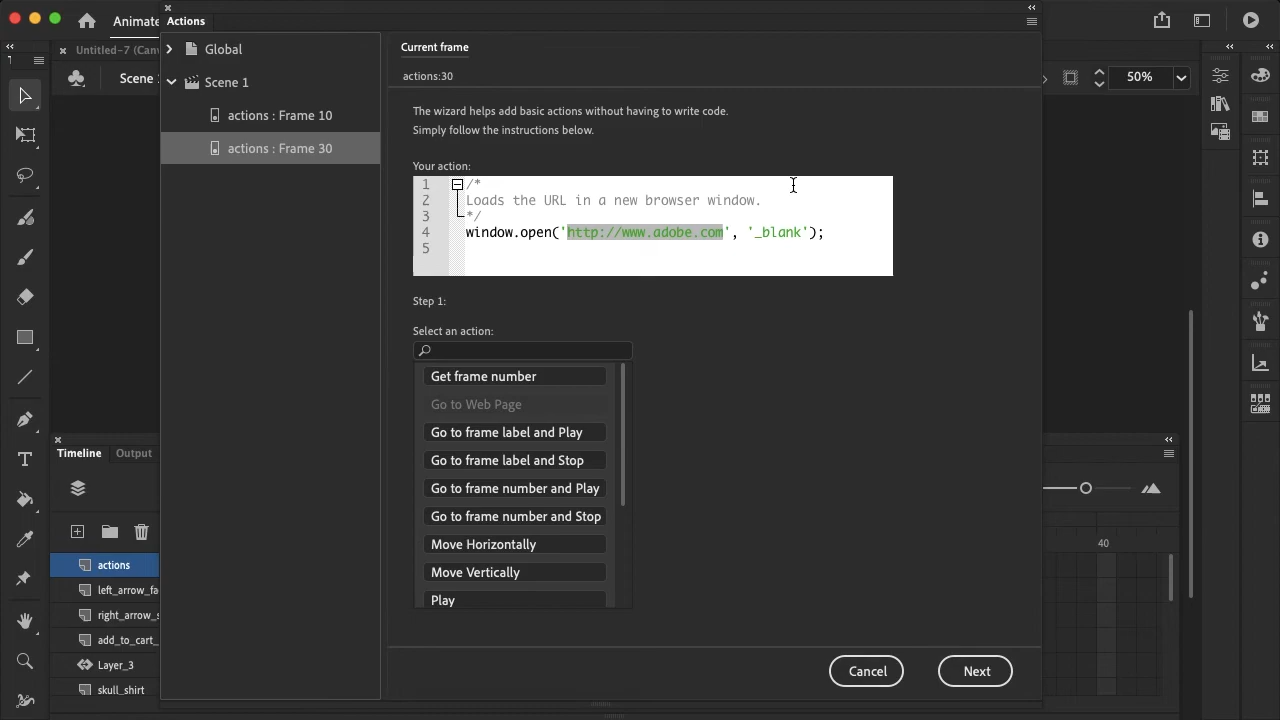 Animate
Actions
Untitled-7 (Can
Scene
50%
Global
Scene 1
actions : Frame 10
actions : Frame 30
Current frame
actions:30
The wizard helps add basic actions without having to write code.
Simply follow the instructions below.
Your action:
1 /*
2 Loads the URL in a new browser window.
3 */
4 window.open('http://www.adobe.com', '_blank');
5
Step 1:
Select an action:
Get frame number
Go to Web Page
Go to frame label and Play
Go to frame label and Stop
Go to frame number and Play
Go to frame number and Stop
Move Horizontally
Move Vertically
Play
Cancel
Next
Timeline
Output
40
actions
left_arrow_fa
right_arrow_s
add_to_cart_
Layer_3
skull_shirt